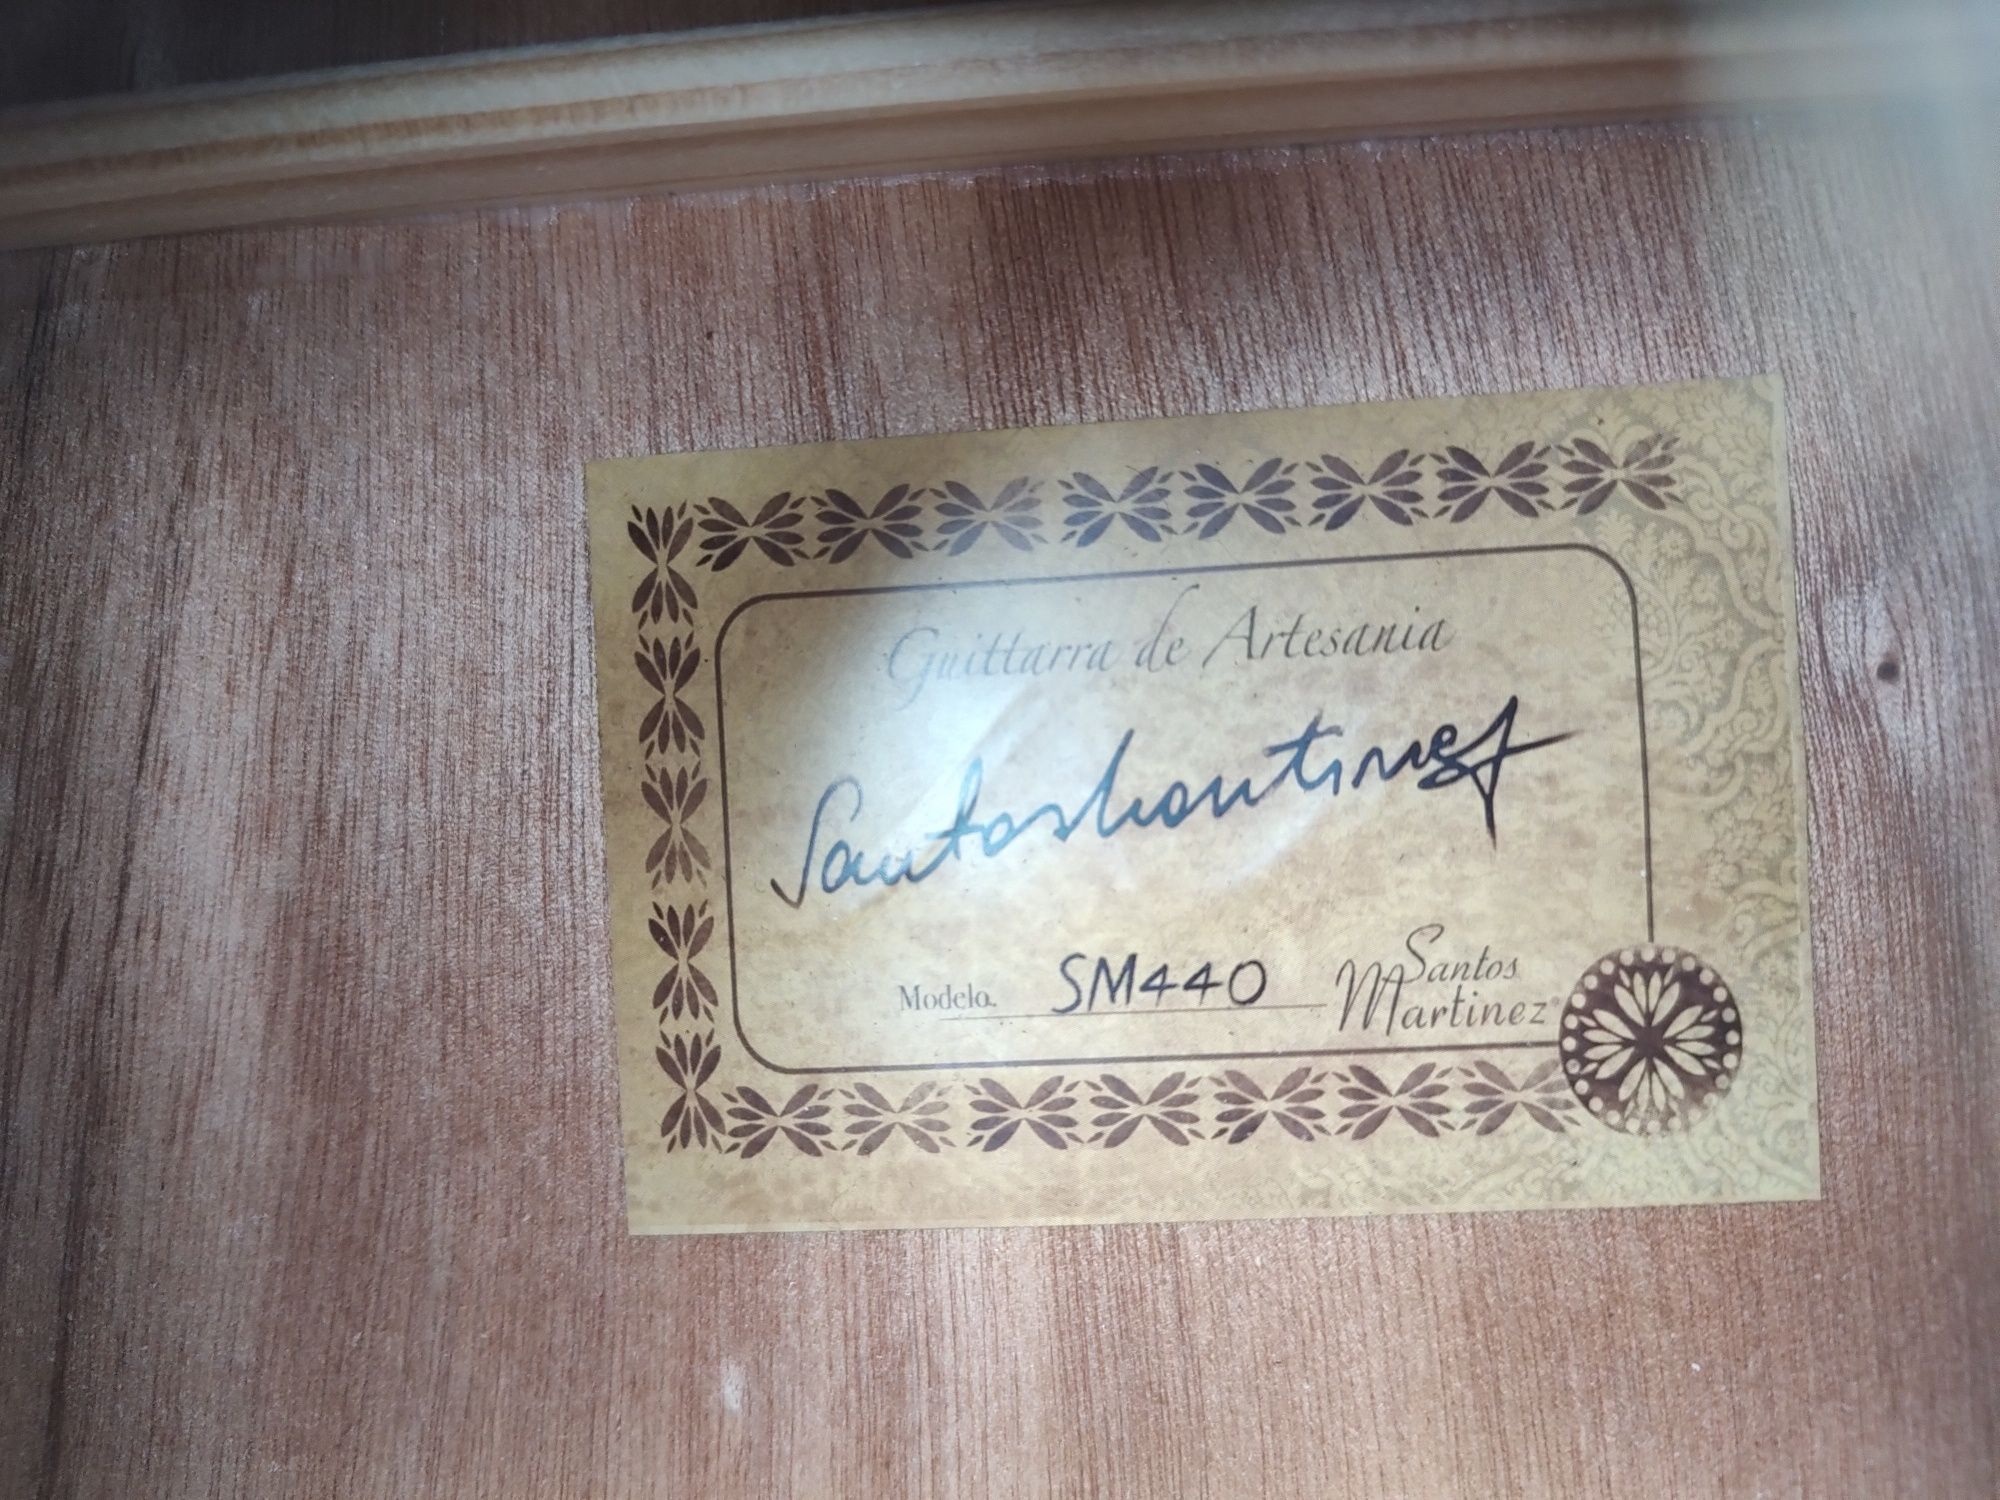 Guittarra de Artesania
Santos Martinez
Modelo. SM440
Santos
Martinez®